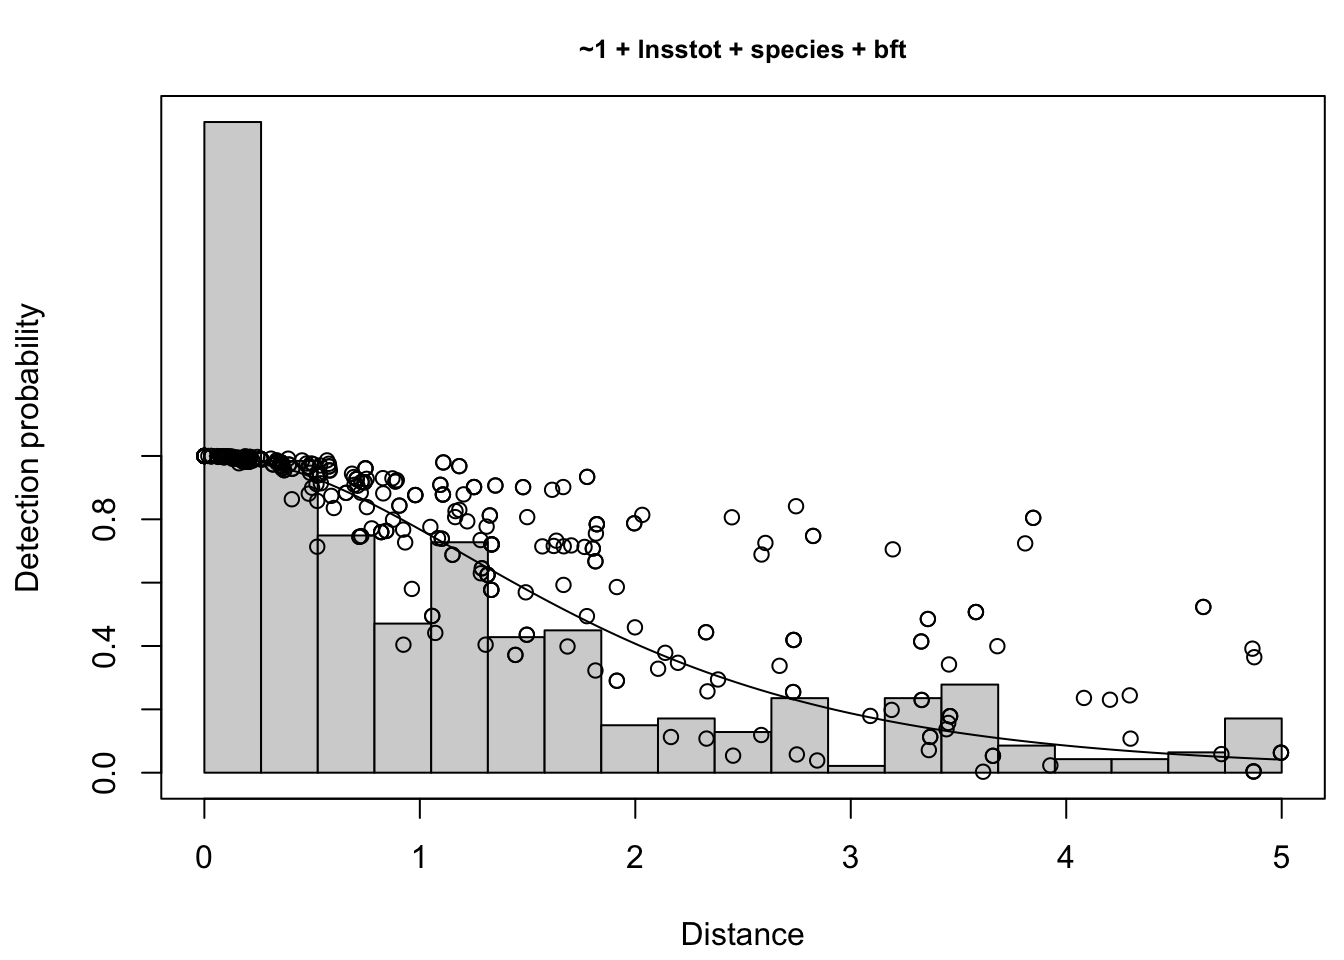 ~1 + lnsstot + species + bft
Detection probability
0.8
0.4
0.0
0 1 2 3 4 5
Distance